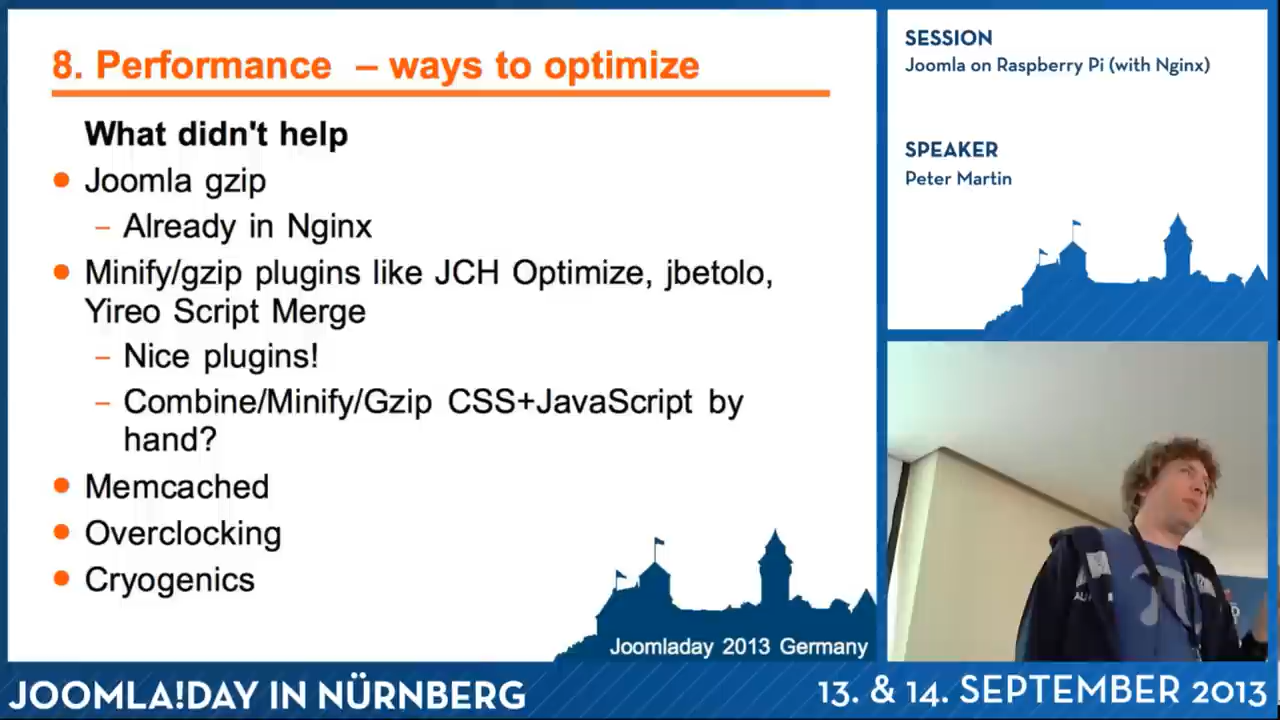 8. Performance – ways to optimize
What didn't help
Joomla gzip
– Already in Nginx
Minify/gzip plugins like JCH Optimize, jbetolo,
Yireo Script Merge
– Nice plugins!
– Combine/Minify/Gzip CSS+JavaScript by
hand?
Memcached
Overclocking
Cryogenics
Joomladay 2013 Germany
SESSION
Joomla on Raspberry Pi (with Nginx)
SPEAKER
Peter Martin
π
JOOMLA!DAY IN NÜRNBERG
13. & 14. SEPTEMBER 2013